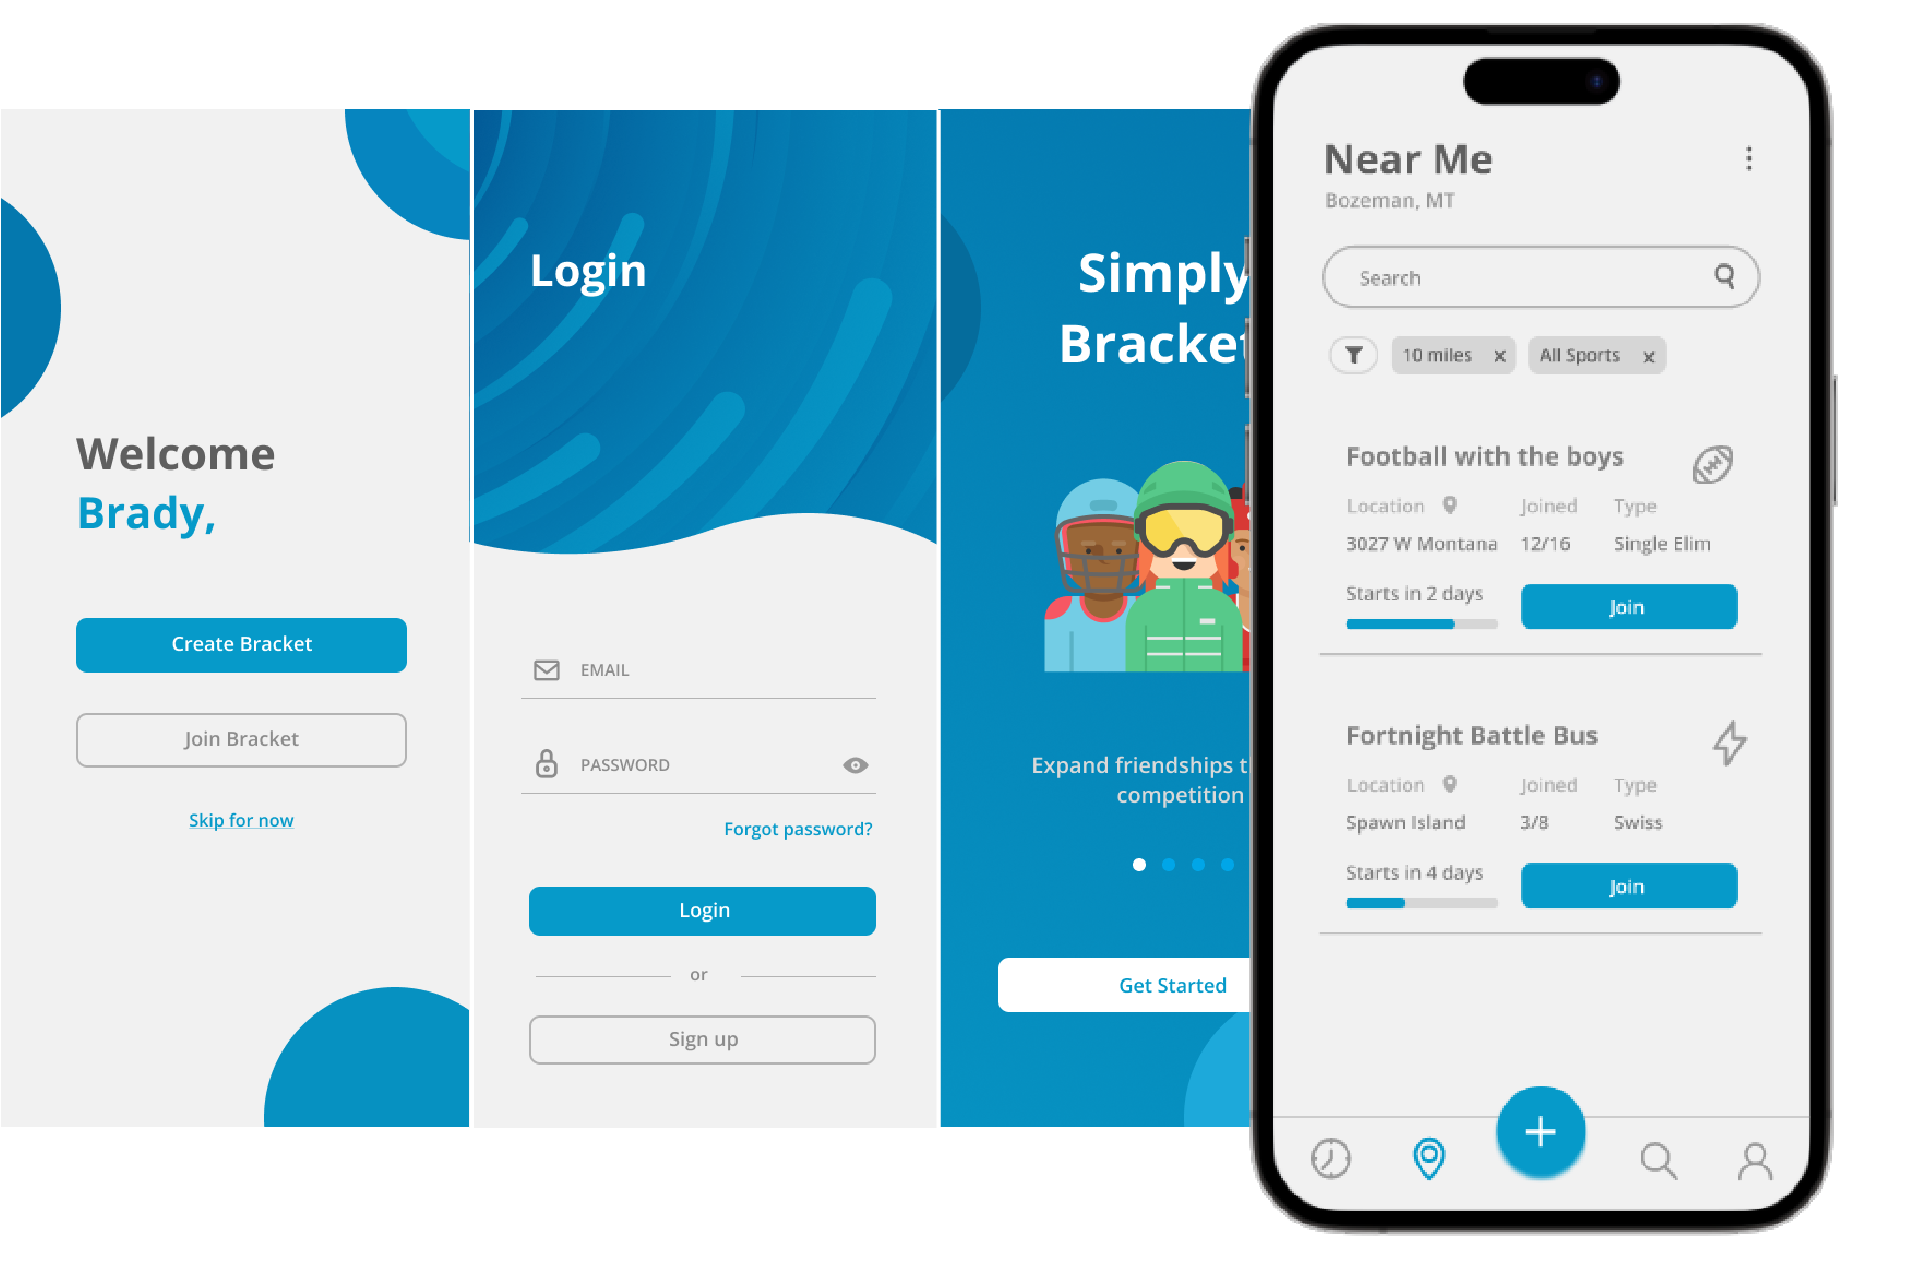 Welcome
Brady,
Create Bracket
Join Bracket
Skip for now
Login
EMAIL
PASSWORD
Forgot password?
Login
or
Sign up
Simply
Bracket
Expand friendships
competition
Get Started
Near Me
Bozeman, MT
Search
10 miles × All Sports ×
Football with the boys
Location Joined Type
3027 W Montana 12/16 Single Elim
Starts in 2 days
Join
Fortnight Battle Bus
Location Joined Type
Spawn Island 3/8 Swiss
Starts in 4 days
Join